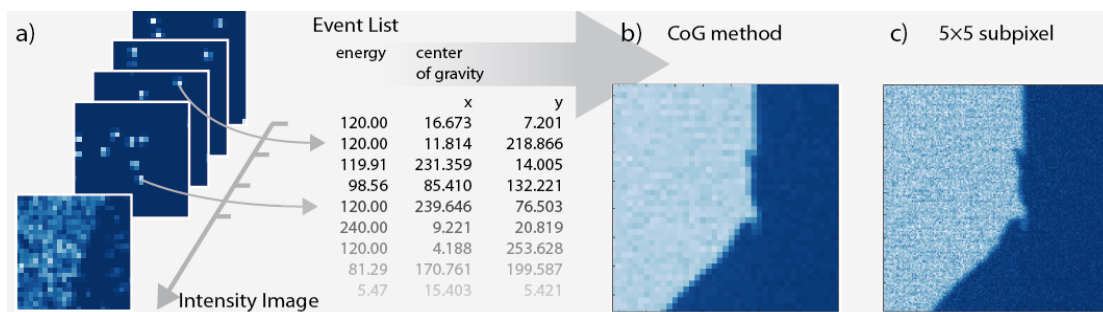 a)
Event List
energy center of gravity
x y
120.00 16.673 7.201
120.00 11.814 218.866
119.91 231.359 14.005
98.56 85.410 132.221
120.00 239.646 76.503
240.00 9.221 20.819
120.00 4.188 253.628
81.29 170.761 199.587
5.47 15.403 5.421
Intensity Image
b) CoG method
c) 5×5 subpixel